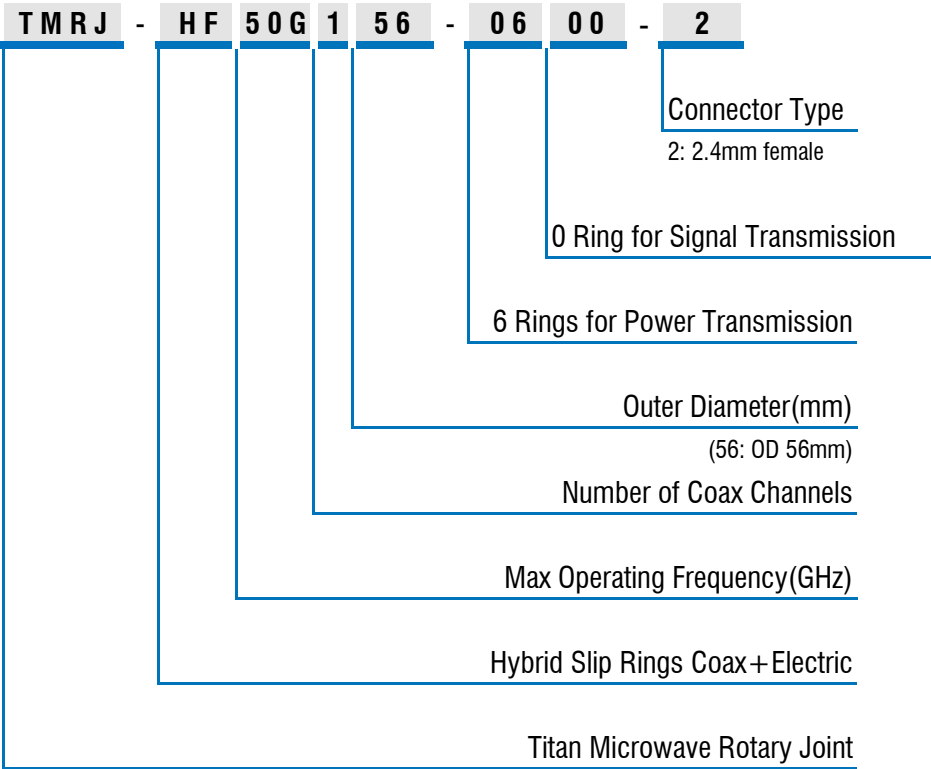 TMRJ - HF 50G 1 56 - 06 00 - 2
Connector Type
2: 2.4mm female
0 Ring for Signal Transmission
6 Rings for Power Transmission
Outer Diameter(mm)
(56: OD 56mm)
Number of Coax Channels
Max Operating Frequency(GHz)
Hybrid Slip Rings Coax+Electric
Titan Microwave Rotary Joint